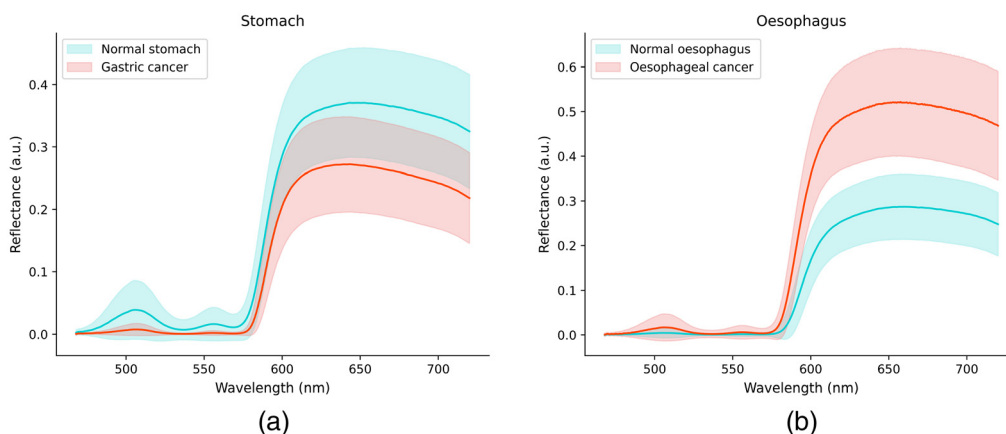 Stomach
Normal stomach
Gastric cancer
Reflectance (a.u.)
0.4
0.3
0.2
0.1
0.0
500
550
600
650
700
Wavelength (nm)
(a)
Oesophagus
Normal oesophagus
Oesophageal cancer
Reflectance (a.u.)
0.6
0.5
0.4
0.3
0.2
0.1
0.0
500
550
600
650
700
Wavelength (nm)
(b)